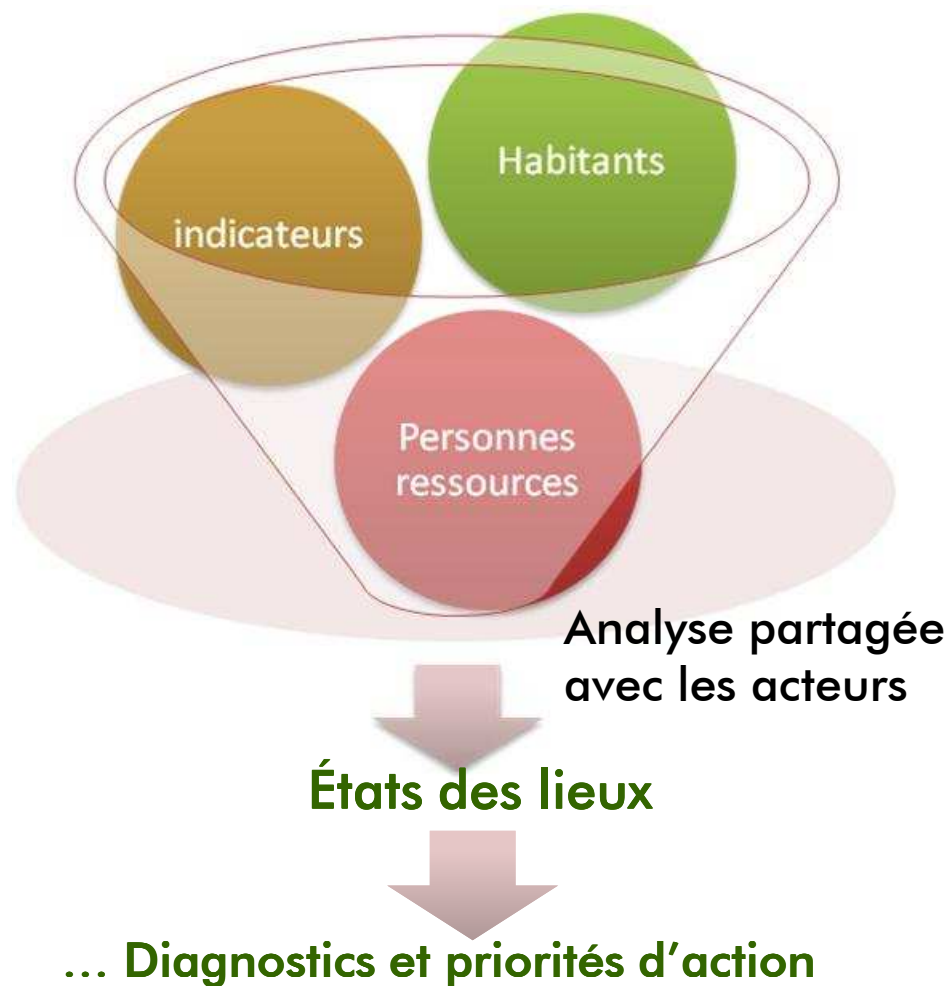 Habitants
indicateurs
Personnes
ressources
Analyse partagée
avec les acteurs
États des lieux
... Diagnostics et priorités d'action